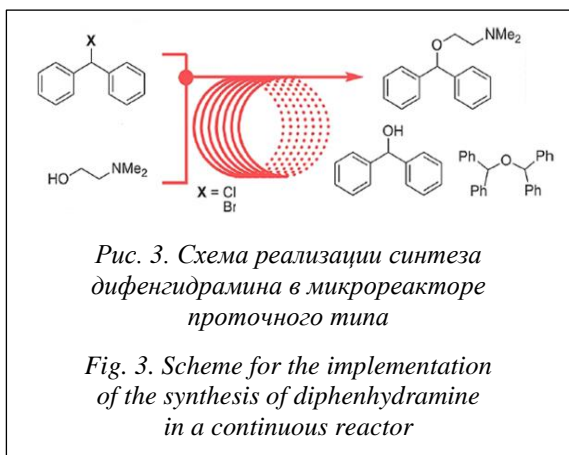 X
O
NMe2
OH
HO
NMe2
X = Cl
Br
Ph
O
Ph
Ph
Ph
Рис. 3. Схема реализации синтеза
дифенгидрамина в микрореакторе
проточного типа
Fig. 3. Scheme for the implementation
of the synthesis of diphenhydramine
in a continuous reactor